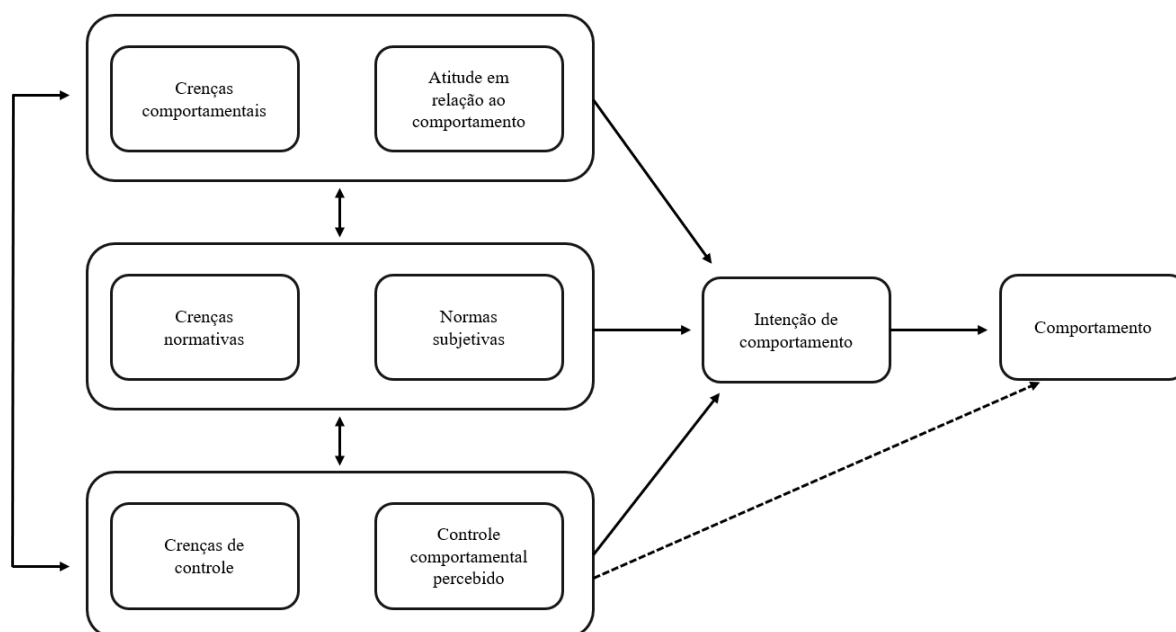 Crenças
comportamentais
Atitude em
relação ao
comportamento
Crenças
normativas
Normas
subjetivas
Intenção de
comportamento
Comportamento
Crenças de
controle
Controle
comportamental
percebido